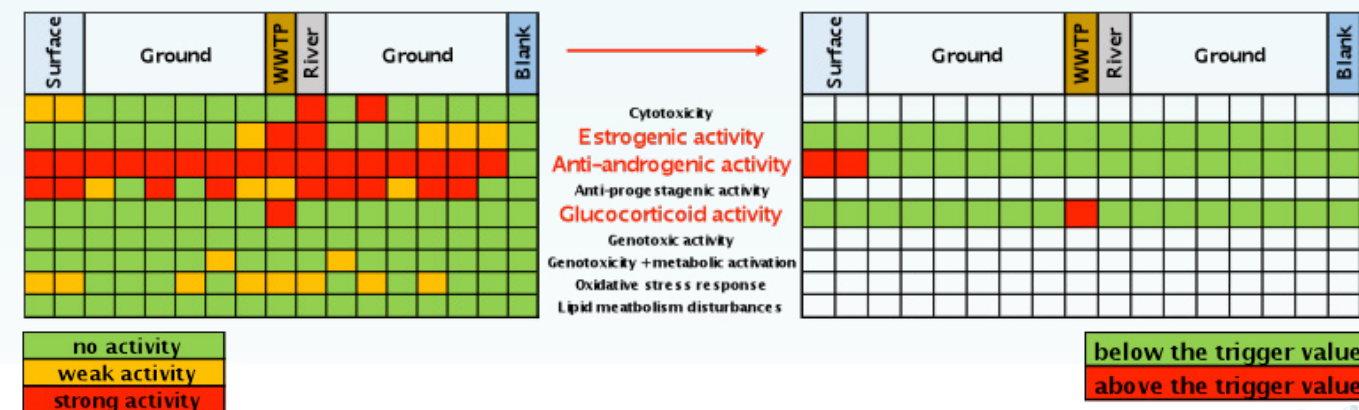 Surface
Ground
WWTP
River
Ground
Blank
Surface
Ground
WWTP
River
Ground
Blank
Cytotoxicity
Estrogenic activity
Anti-androgenic activity
Anti-progestagenic activity
Glucocorticoid activity
Genotoxic activity
Genotoxicity +metabolic activation
Oxidative stress response
Lipid meatbolism disturbances
no activity
weak activity
strong activity
below the trigger value
above the trigger value